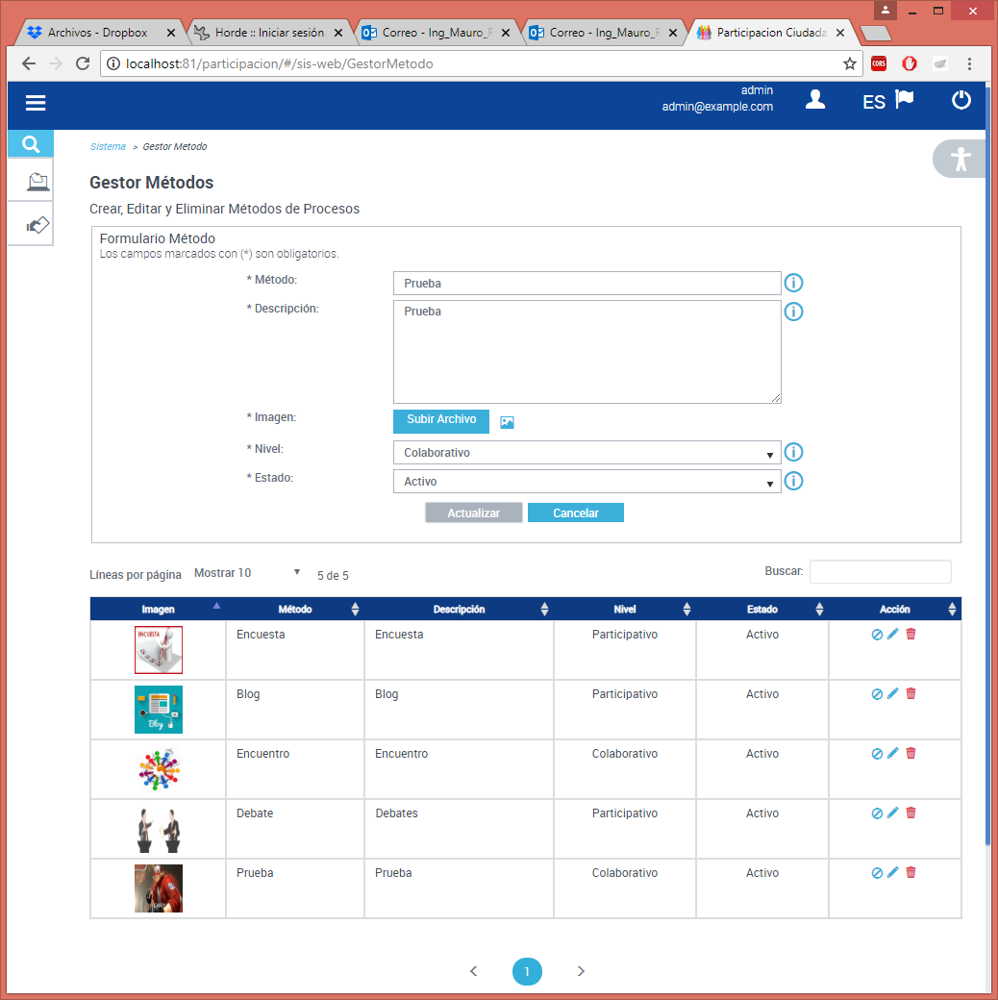 Archivos - Dropbox
Horde :: Iniciar sesión
Correo - Ing_Mauro_
Correo - Ing_Mauro_
Participacion Ciudada
localhost:81/participacion/#/sis-web/GestorMetodo
CORS
admin
admin@example.com
ES
Sistema > Gestor Metodo
Gestor Métodos
Crear, Editar y Eliminar Métodos de Procesos
Formulario Método
Los campos marcados con (*) son obligatorios.
* Método:
Prueba
* Descripción:
Prueba
* Imagen:
Subir Archivo
* Nivel:
Colaborativo
* Estado:
Activo
Actualizar
Cancelar
Líneas por página
Mostrar 10
5 de 5
Buscar:
Imagen Método Descripción Nivel Estado Acción
ENCUESTA
Encuesta Encuesta Participativo Activo
Blog
Blog Blog Participativo Activo
Encuentro Encuentro Colaborativo Activo
Debate Debates Participativo Activo
Prueba Prueba Colaborativo Activo
1